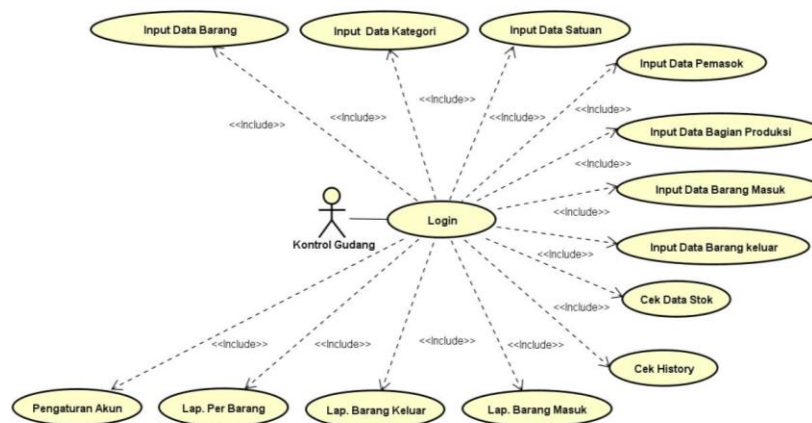 Input Data Barang
Input Data Kategori
Input Data Satuan
Input Data Pemasok
<<Include>>
<<Include>>
<<Include>>
<<Include>>
Input Data Bagian Produksi
<<Include>>
Input Data Barang Masuk
<<Include>>
Kontrol Gudang
Login
<<Include>>
Input Data Barang keluar
<<Include>>
Cek Data Stok
<<Include>>
<<Include>>
<<Include>>
<<Include>>
<<Include>>
Cek History
Pengaturan Akun
Lap. Per Barang
Lap. Barang Keluar
Lap. Barang Masuk